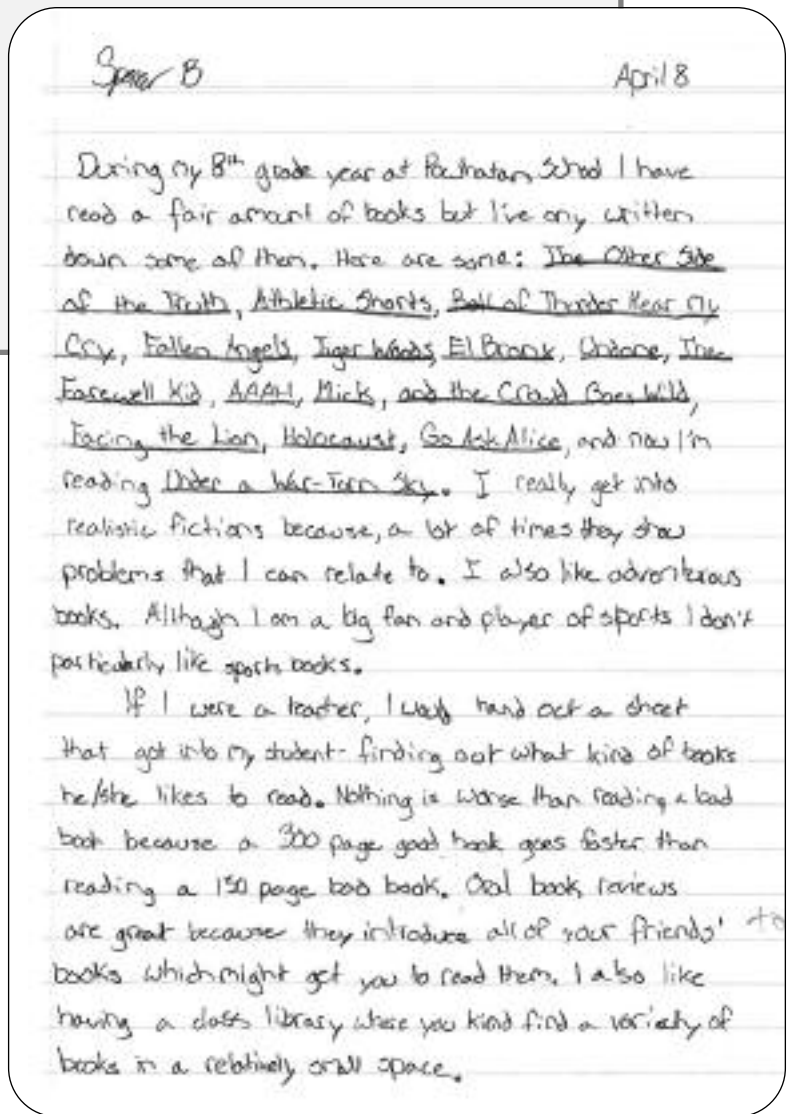 Spencer B April 8
During my 8th grade year at Powhatan School I have
read a fair amount of books but I've only written
down some of them. Here are some: The Other Side
of the Truth, Athletic Shorts, Roll of Thunder Hear My
Cry, Fallen Angels, Tiger Woods, El Bronx, Undone, The
Farewell Kid, AAAH, Mick, and the Crowd Goes Wild,
Facing the Lion, Holocaust, Go Ask Alice, and now I'm
reading Under a War-Torn Sky. I really get into
realistic fictions because, a lot of times they show
problems that I can relate to. I also like adventerous
books. Although I am a big fan and player of sports I don't
particularly like sports books.
If I were a teacher, I would hand out a sheet
that got into my student- finding out what kind of books
he/she likes to read. Nothing is worse than reading a bad
book because a 300 page good book goes faster than
reading a 150 page bad book. Oral book reviews
are great because they introduce all of your friends' to
books which might get you to read them. I also like
having a class library where you kind find a variety of
books in a relatively small space.